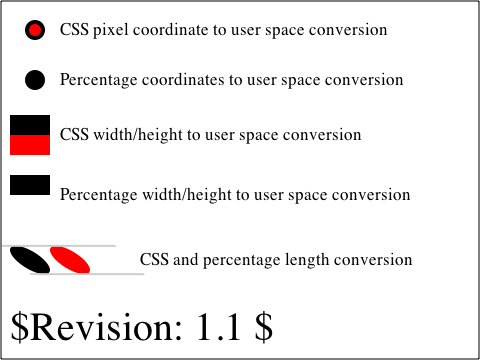 CSS pixel coordinate to user space conversion
Percentage coordinates to user space conversion
CSS width/height to user space conversion
Percentage width/height to user space conversion
CSS and percentage length conversion
$Revision: 1.1 $